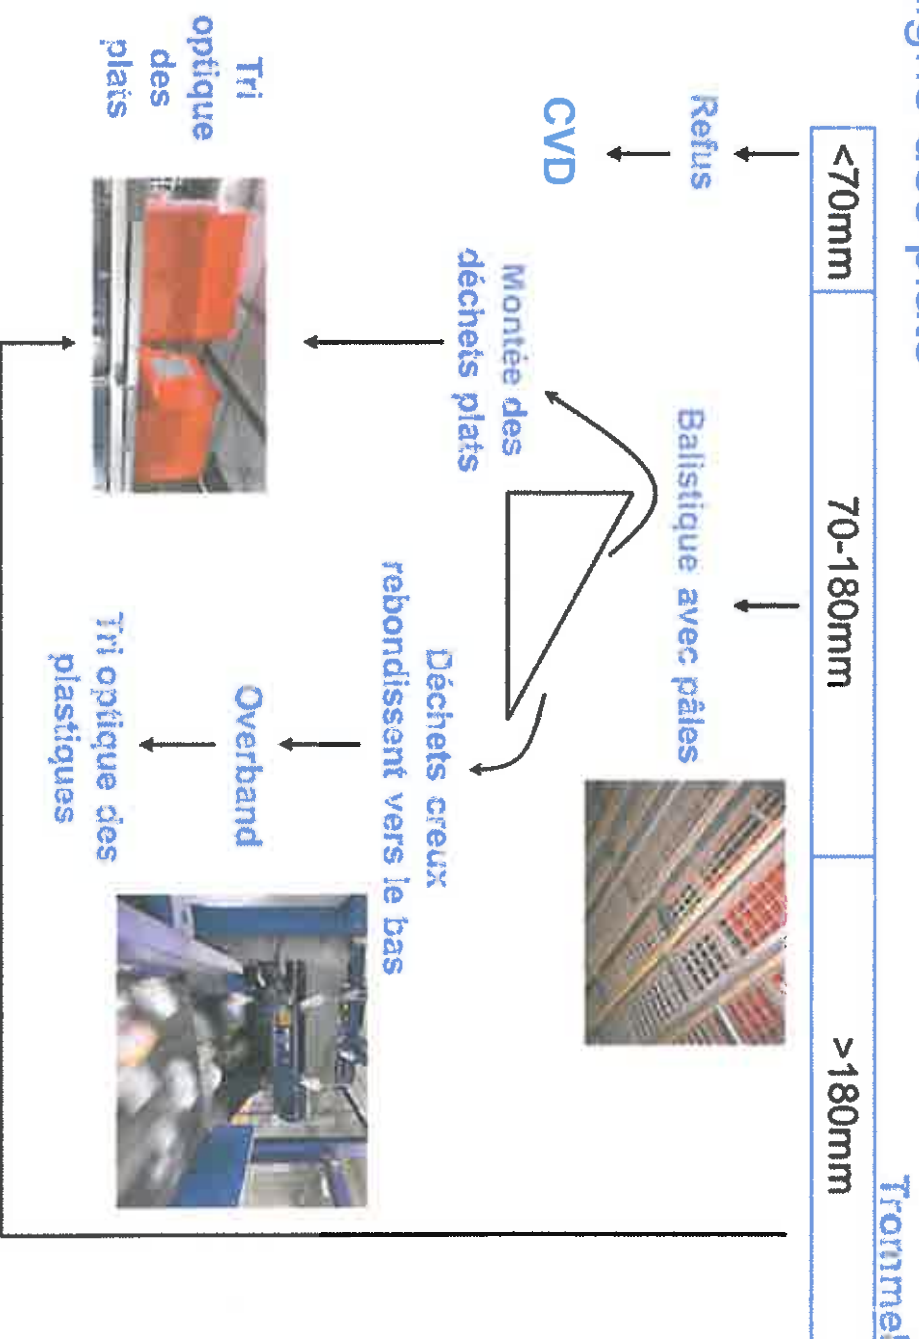 Trommel
<70mm
70-180mm
>180mm
Refus
CVD
Balistique avec pâles
Montée des
déchets plats
Déchets creux
rebondissent vers le bas
Overband
Tri optique des
plastiques
Tri
optique
des
plats